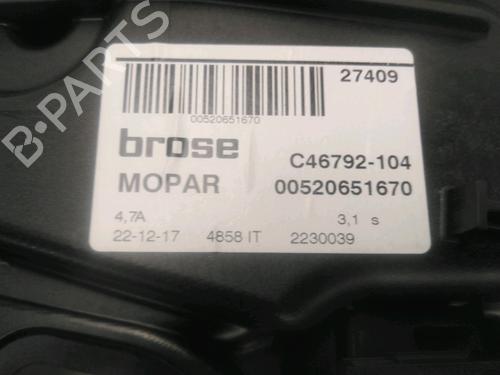 B-PARTS
27409
00520651670
brose
C46792-104
MOPAR 00520651670
4,7A 3,1 s
22-12-17 4858 IT 2230039